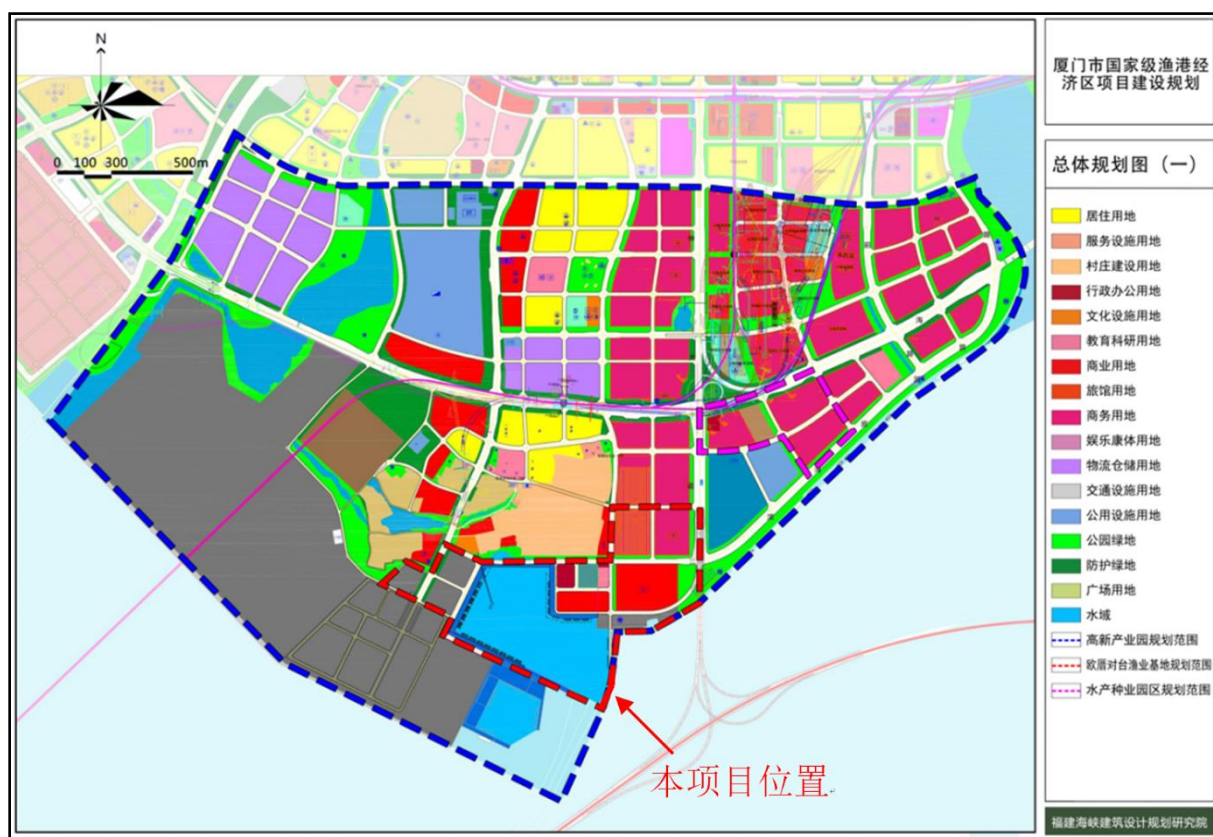 N
0 100 300 500m
本项目位置
厦门市国家级渔港经
济区项目建设规划
总体规划图（一）
居住用地
服务设施用地
村庄建设用地
行政办公用地
文化设施用地
教育科研用地
商业用地
旅馆用地
商务用地
娱乐康体用地
物流仓储用地
交通设施用地
公用设施用地
公园绿地
防护绿地
广场用地
水域
高新产业园规划范围
欧厝对台渔业基地规划范围
水产种业园区规划范围
福建海峡建筑设计规划研究院